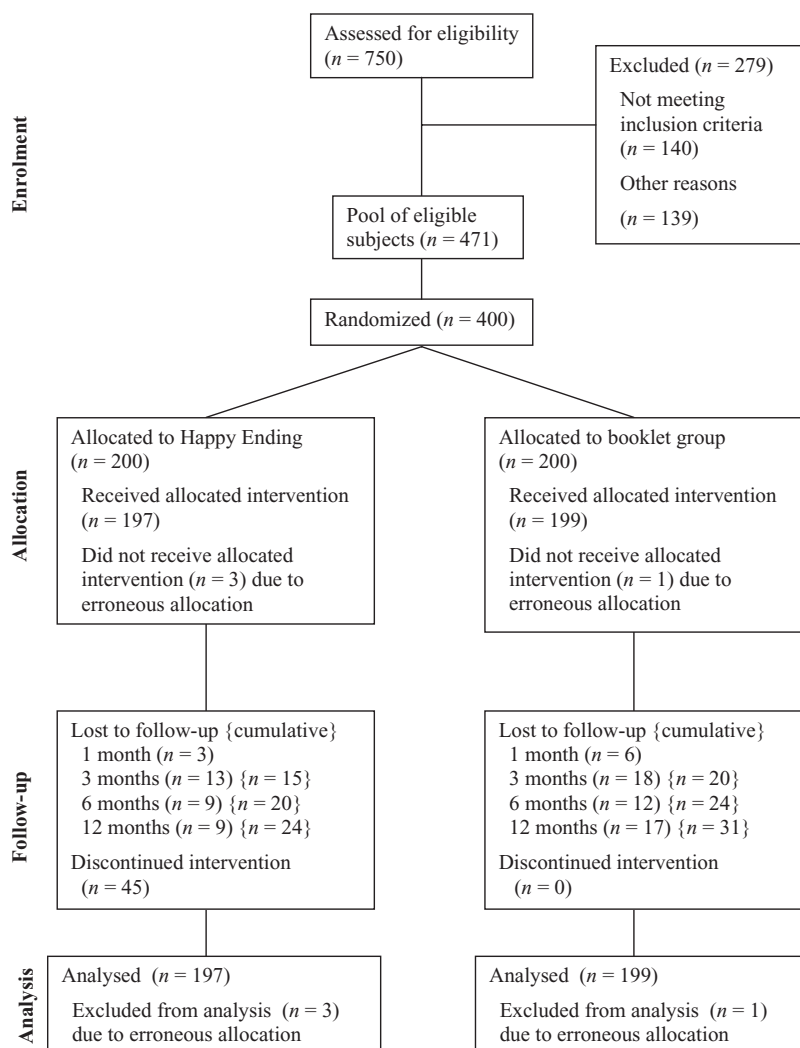 Enrolment
Assessed for eligibility
(n = 750)
Excluded (n = 279)
Not meeting
inclusion criteria
(n = 140)
Other reasons
(n = 139)
Pool of eligible
subjects (n = 471)
Randomized (n = 400)
Allocation
Allocated to Happy Ending
(n = 200)
Received allocated intervention
(n = 197)
Did not receive allocated
intervention (n = 3) due to
erroneous allocation
Allocated to booklet group
(n = 200)
Received allocated intervention
(n = 199)
Did not receive allocated
intervention (n = 1) due to
erroneous allocation
Follow-up
Lost to follow-up {cumulative}
1 month (n = 3)
3 months (n = 13) {n = 15}
6 months (n = 9) {n = 20}
12 months (n = 9) {n = 24}
Discontinued intervention
(n = 45)
Lost to follow-up {cumulative}
1 month (n = 6)
3 months (n = 18) {n = 20}
6 months (n = 12) {n = 24}
12 months (n = 17) {n = 31}
Discontinued intervention
(n = 0)
Analysis
Analysed (n = 197)
Excluded from analysis (n = 3)
due to erroneous allocation
Analysed (n = 199)
Excluded from analysis (n = 1)
due to erroneous allocation